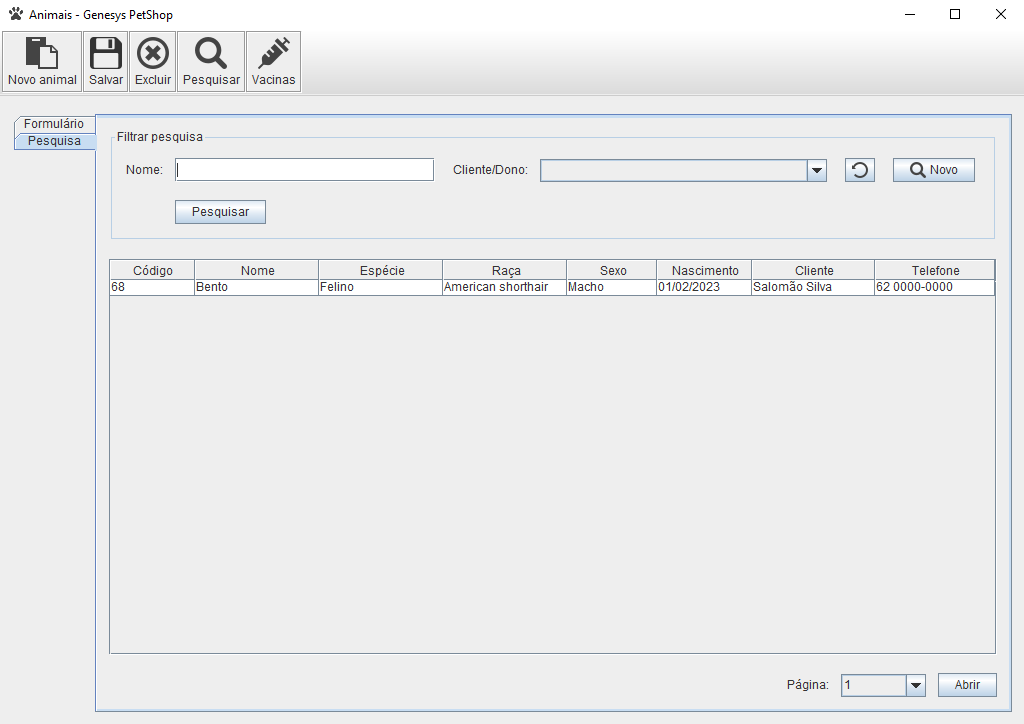 Animais - Genesys PetShop
Novo animal Salvar Excluir Pesquisar Vacinas
Formulário
Pesquisa
Filtrar pesquisa
Nome: Cliente/Dono: Novo
Pesquisar
Código Nome Espécie Raça Sexo Nascimento Cliente Telefone
68 Bento Felino American shorthair Macho 01/02/2023 Salomão Silva 62 0000-0000
Página: 1 Abrir